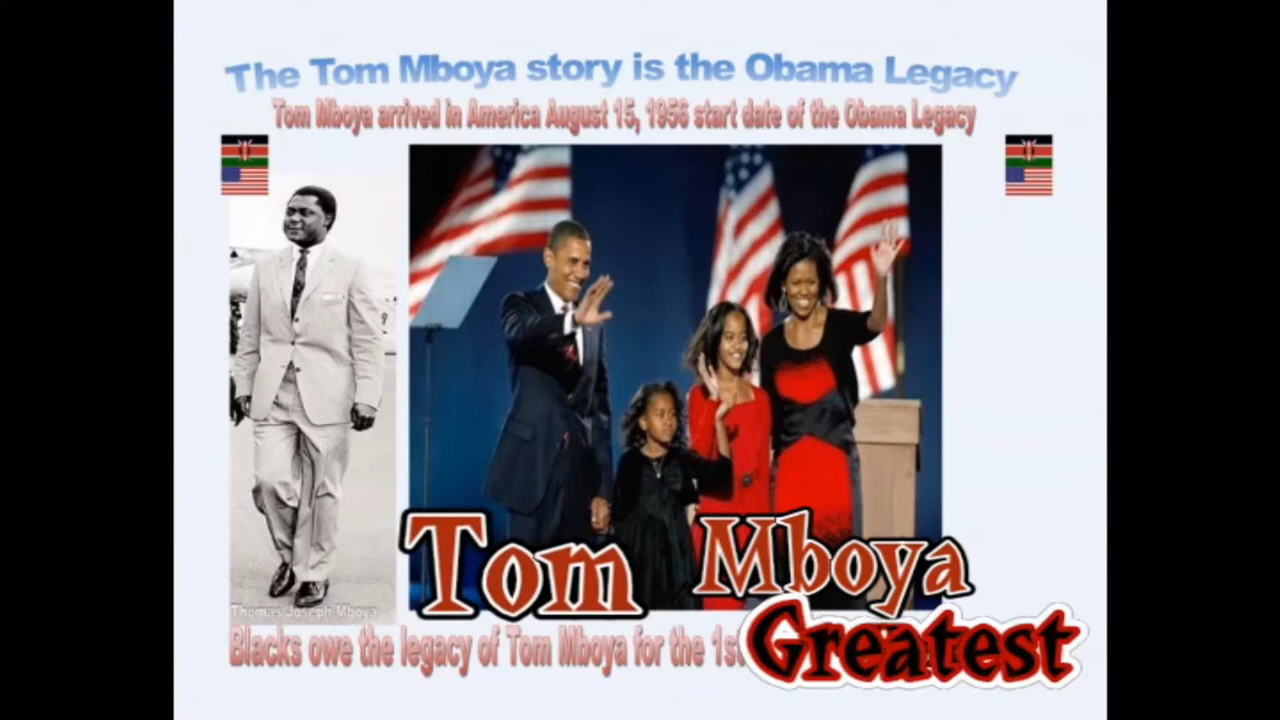 The Tom Mboya story is the Obama Legacy
Tom Mboya arrived in America August 15, 1956 start date of the Obama Legacy
Thomas Joseph Mboya
Tom Mboya
Blacks owe the legacy of Tom Mboya for the
Greatest